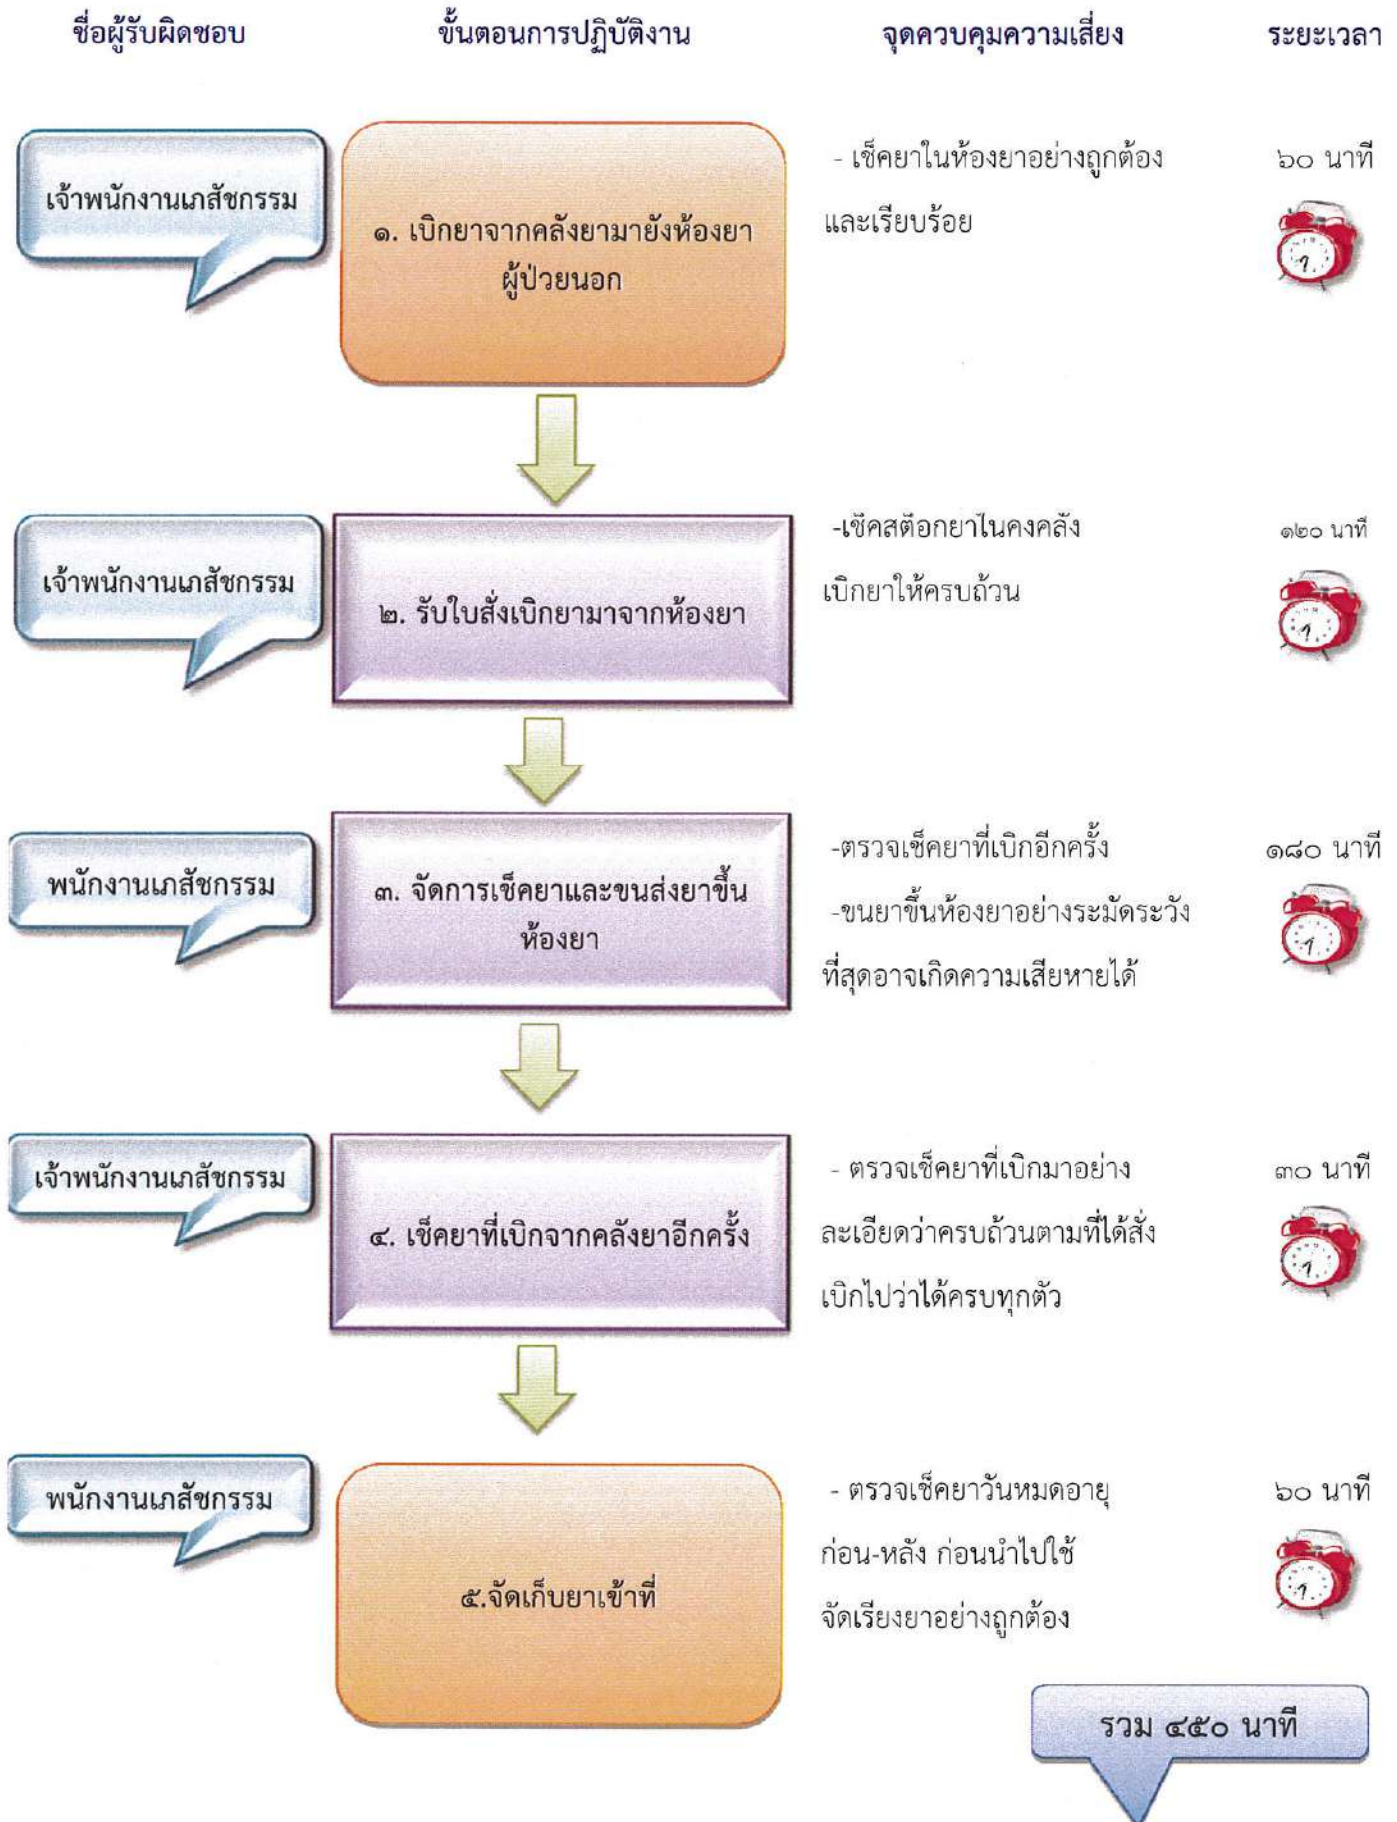 ชื่อผู้รับผิดชอบ ขั้นตอนการปฏิบัติงาน จุดควบคุมความเสี่ยง ระยะเวลา
เจ้าพนักงานเภสัชกรรม
๑. เบิกยาจากคลังยามายังห้องยา
ผู้ป่วยนอก
- เช็คยาในห้องยาอย่างถูกต้อง
และเรียบร้อย
๖๐ นาที
เจ้าพนักงานเภสัชกรรม
๒. รับใบสั่งเบิกยามาจากห้องยา
-เช็คสต๊อกยาในคงคลัง
เบิกยาให้ครบถ้วน
๑๒๐ นาที
พนักงานเภสัชกรรม
๓. จัดการเช็คยาและขนส่งยาขึ้น
ห้องยา
-ตรวจเช็คยาที่เบิกอีกครั้ง
-ขนยาขึ้นห้องยาอย่างระมัดระวัง
ที่สุดอาจเกิดความเสียหายได้
๑๘๐ นาที
เจ้าพนักงานเภสัชกรรม
๔. เช็คยาที่เบิกจากคลังยาอีกครั้ง
- ตรวจเช็คยาที่เบิกมาอย่าง
ละเอียดว่าครบถ้วนตามที่ได้สั่ง
เบิกไปว่าได้ครบทุกตัว
๓๐ นาที
พนักงานเภสัชกรรม
๕.จัดเก็บยาเข้าที่
- ตรวจเช็คยาวันหมดอายุ
ก่อน-หลัง ก่อนนำไปใช้
จัดเรียงยาอย่างถูกต้อง
๖๐ นาที
รวม ๔๕๐ นาที